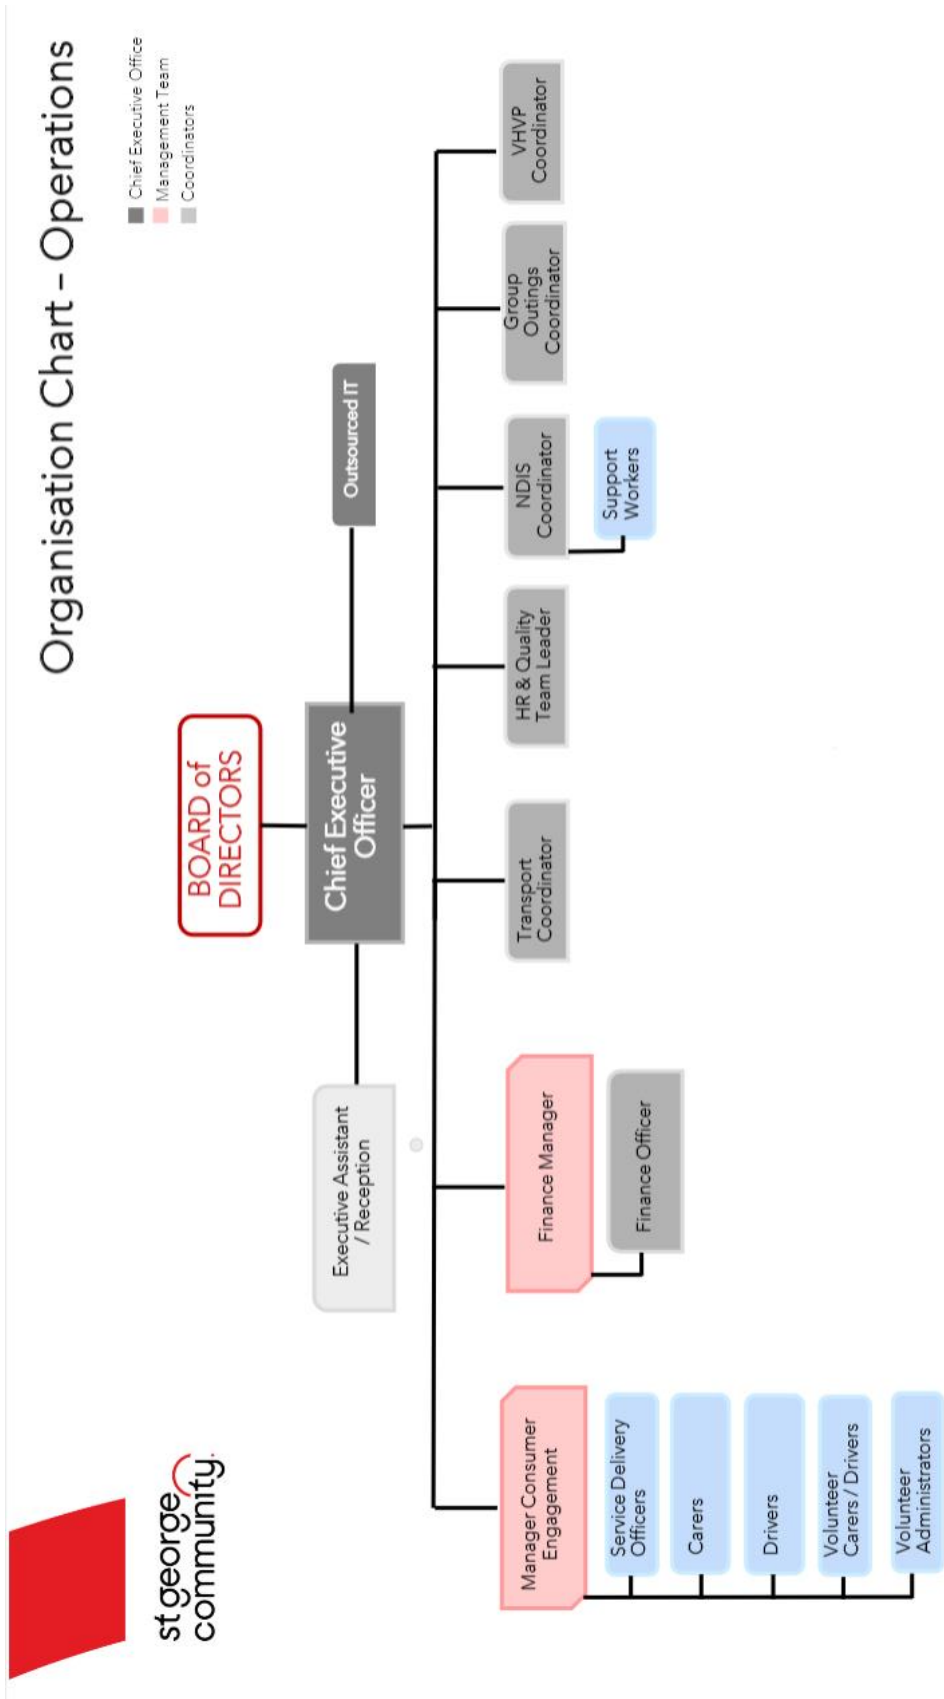 Organisation Chart – Operations
stgeorge
community.
Chief Executive Office
Management Team
Coordinators
BOARD of
DIRECTORS
Executive Assistant
/ Reception
Chief Executive
Officer
Outsourced IT
Manager Consumer
Engagement
Finance Manager
Transport
Coordinator
HR & Quality
Team Leader
NDIS
Coordinator
Group
Outings
Coordinator
VHVP
Coordinator
Service Delivery
Officers
Carers
Drivers
Volunteer
Carers / Drivers
Volunteer
Administrators
Finance Officer
Support
Workers